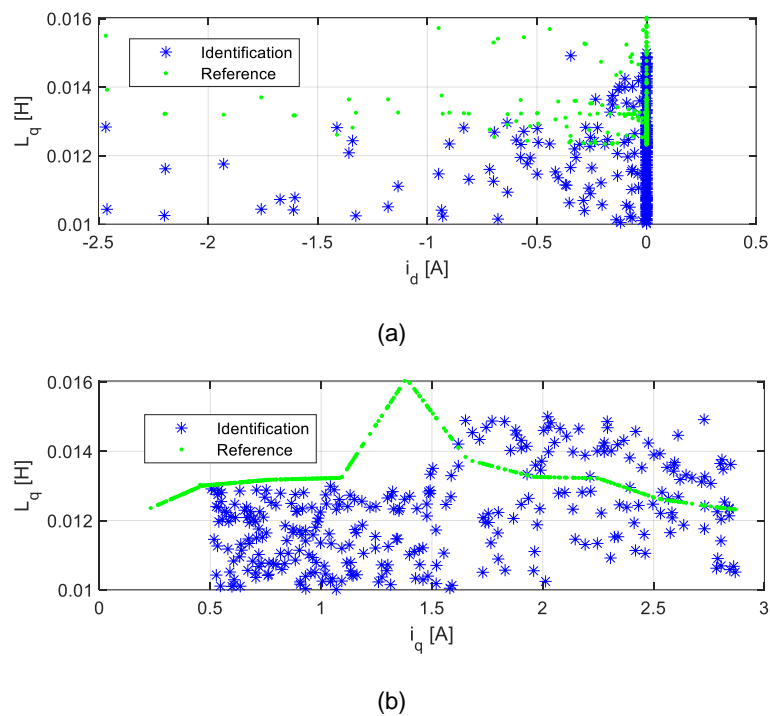 0.016
0.014
0.012
0.01
L_q [H]
Identification
Reference
-2.5 -2 -1.5 -1 -0.5 0 0.5
i_d [A]
(a)
0.016
0.014
0.012
0.01
L_q [H]
Identification
Reference
0 0.5 1 1.5 2 2.5 3
i_q [A]
(b)